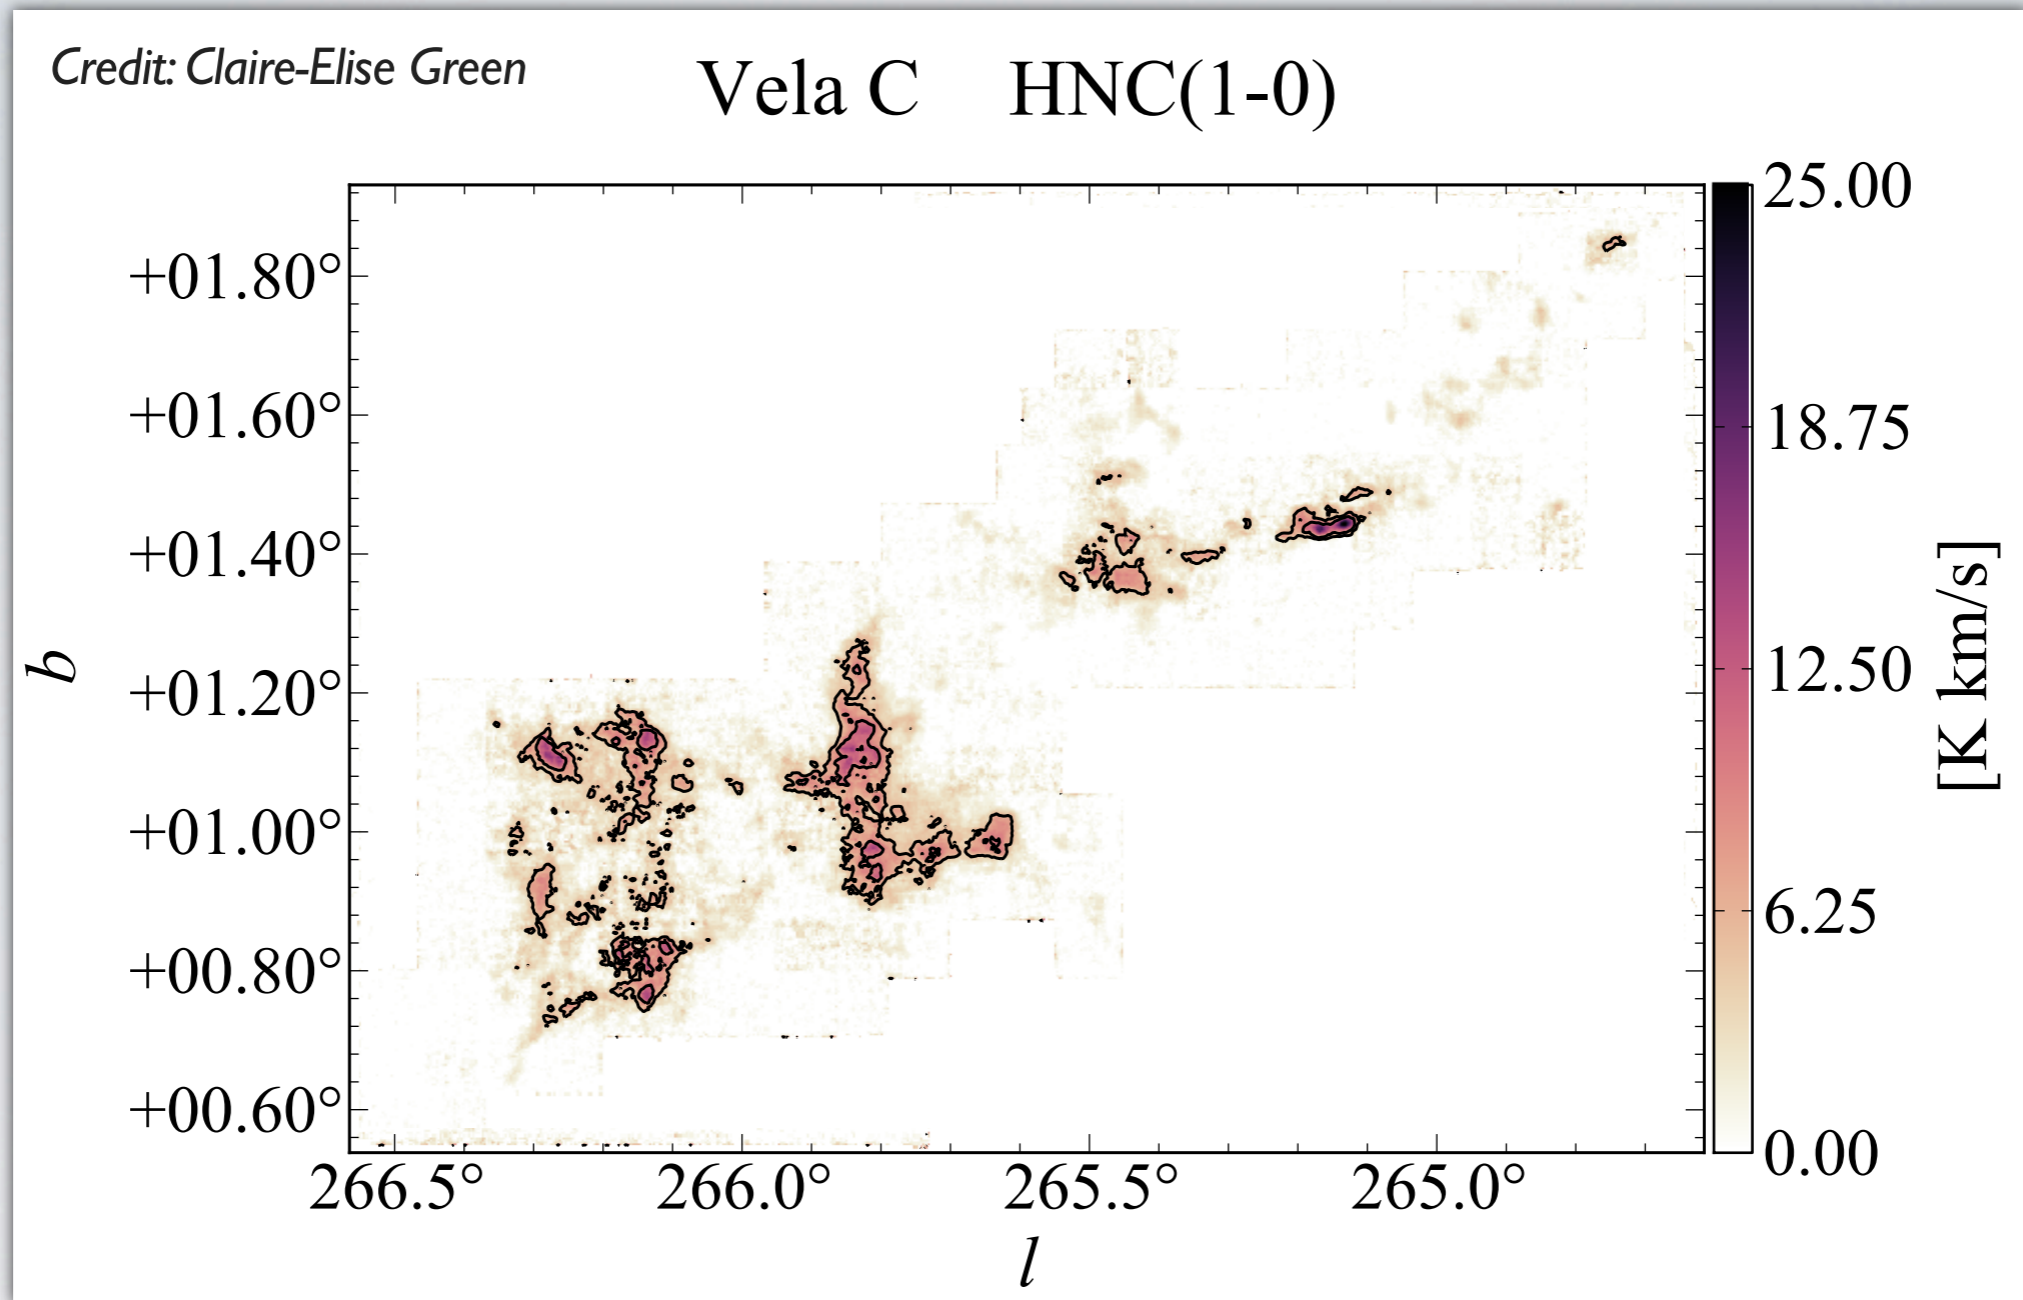 Credit: Claire-Elise Green
Vela C HNC(1-0)
25.00
+01.80°
+01.60°
18.75
+01.40°
[K km/s]
b
+01.20°
12.50
+01.00°
6.25
+00.80°
+00.60°
0.00
266.5° 266.0° 265.5° 265.0°
l